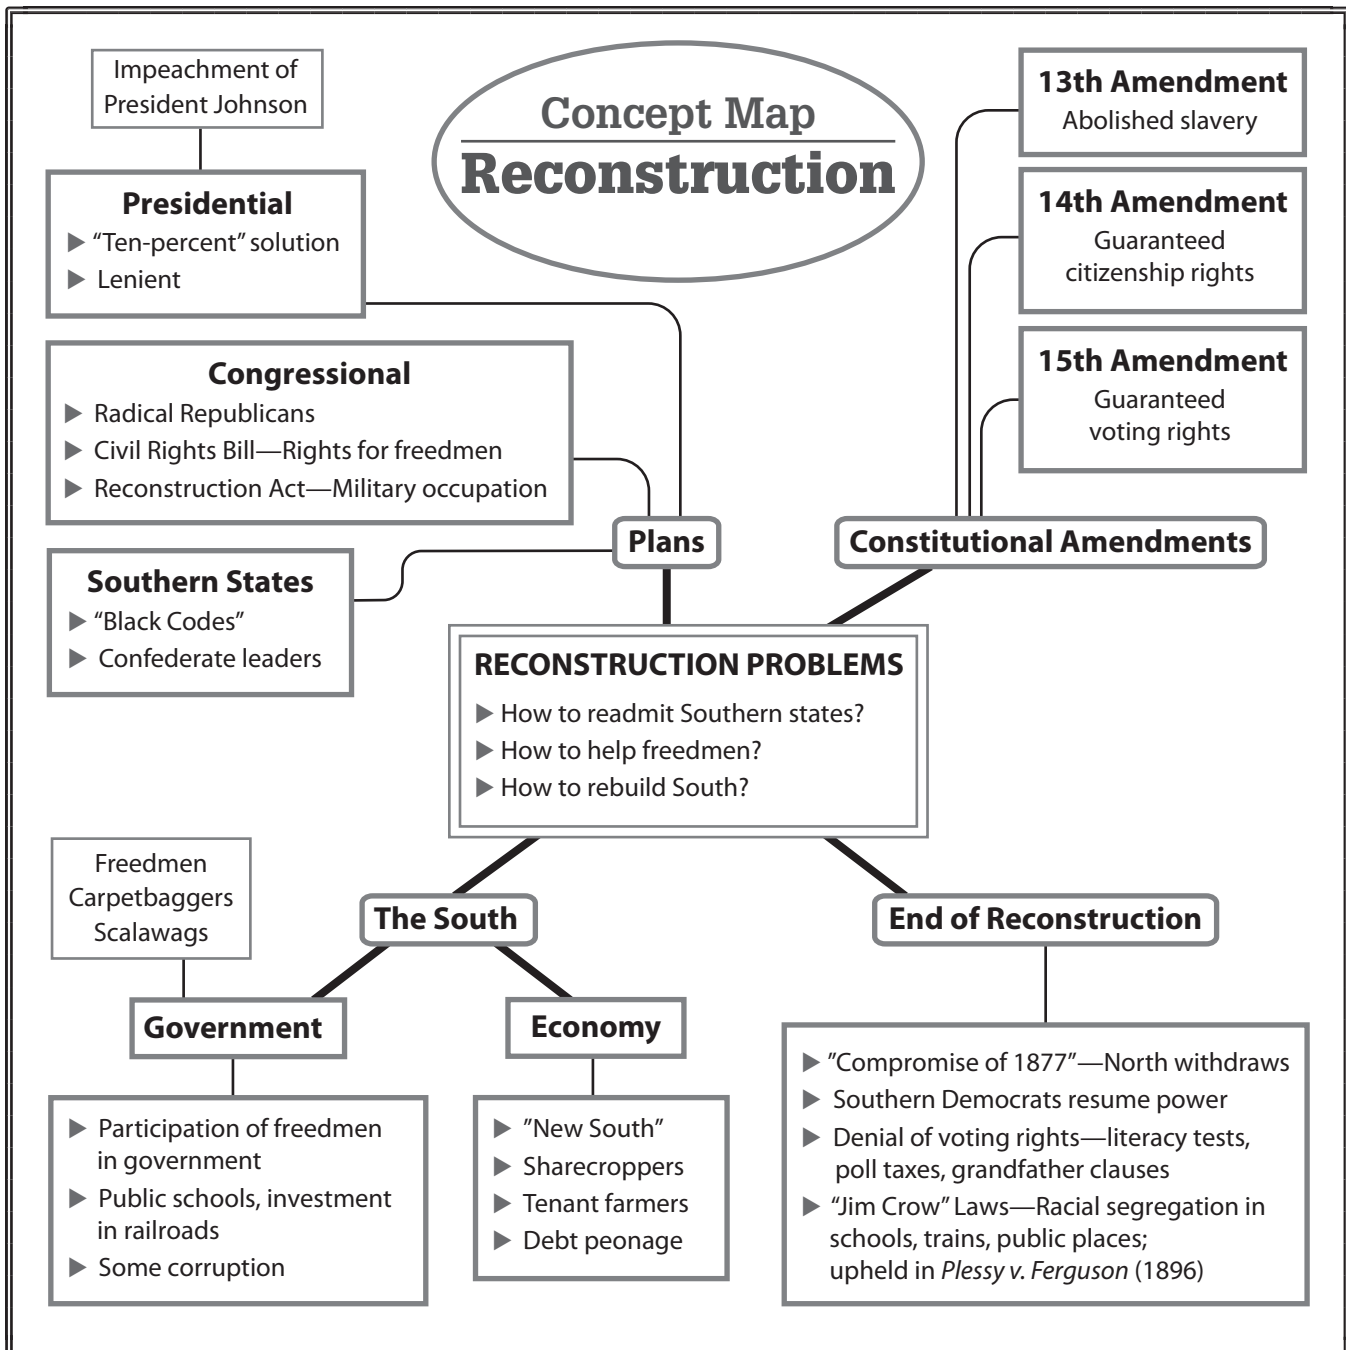 Concept Map
Reconstruction
Impeachment of
President Johnson
Presidential
▶ “Ten-percent” solution
▶ Lenient
Congressional
▶ Radical Republicans
▶ Civil Rights Bill—Rights for freedmen
▶ Reconstruction Act—Military occupation
Southern States
▶ “Black Codes”
▶ Confederate leaders
Plans
13th Amendment
Abolished slavery
14th Amendment
Guaranteed
citizenship rights
15th Amendment
Guaranteed
voting rights
Constitutional Amendments
RECONSTRUCTION PROBLEMS
▶ How to readmit Southern states?
▶ How to help freedmen?
▶ How to rebuild South?
The South
Freedmen
Carpetbaggers
Scalawags
Government
▶ Participation of freedmen
in government
▶ Public schools, investment
in railroads
▶ Some corruption
Economy
▶ ”New South”
▶ Sharecroppers
▶ Tenant farmers
▶ Debt peonage
End of Reconstruction
▶ ”Compromise of 1877”—North withdraws
▶ Southern Democrats resume power
▶ Denial of voting rights—literacy tests,
poll taxes, grandfather clauses
▶ “Jim Crow” Laws—Racial segregation in
schools, trains, public places;
upheld in Plessy v. Ferguson (1896)